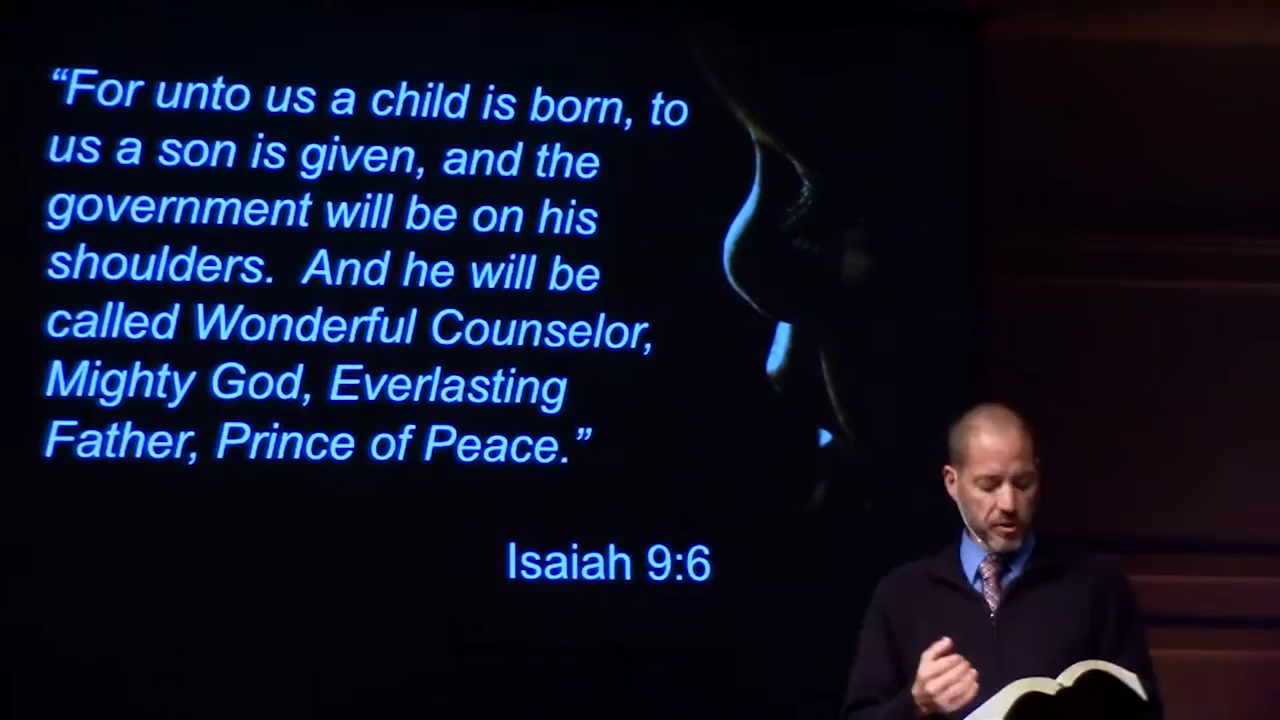 “For unto us a child is born, to
us a son is given, and the
government will be on his
shoulders.  And he will be
called Wonderful Counselor,
Mighty God, Everlasting
Father, Prince of Peace.”
Isaiah 9:6